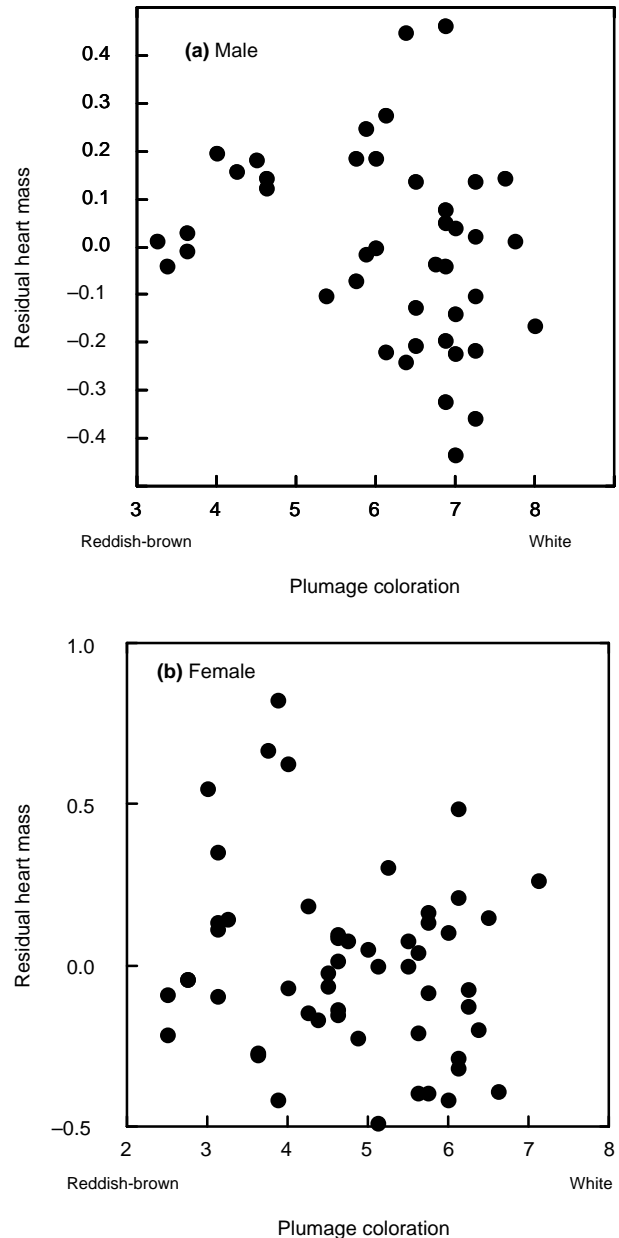 (a) Male
0.4
0.3
0.2
0.1
0.0
–0.1
–0.2
–0.3
–0.4
Residual heart mass
3 4 5 6 7 8
Reddish-brown White
Plumage coloration
1.0
(b) Female
0.5
0.0
–0.5
Residual heart mass
2 3 4 5 6 7 8
Reddish-brown White
Plumage coloration